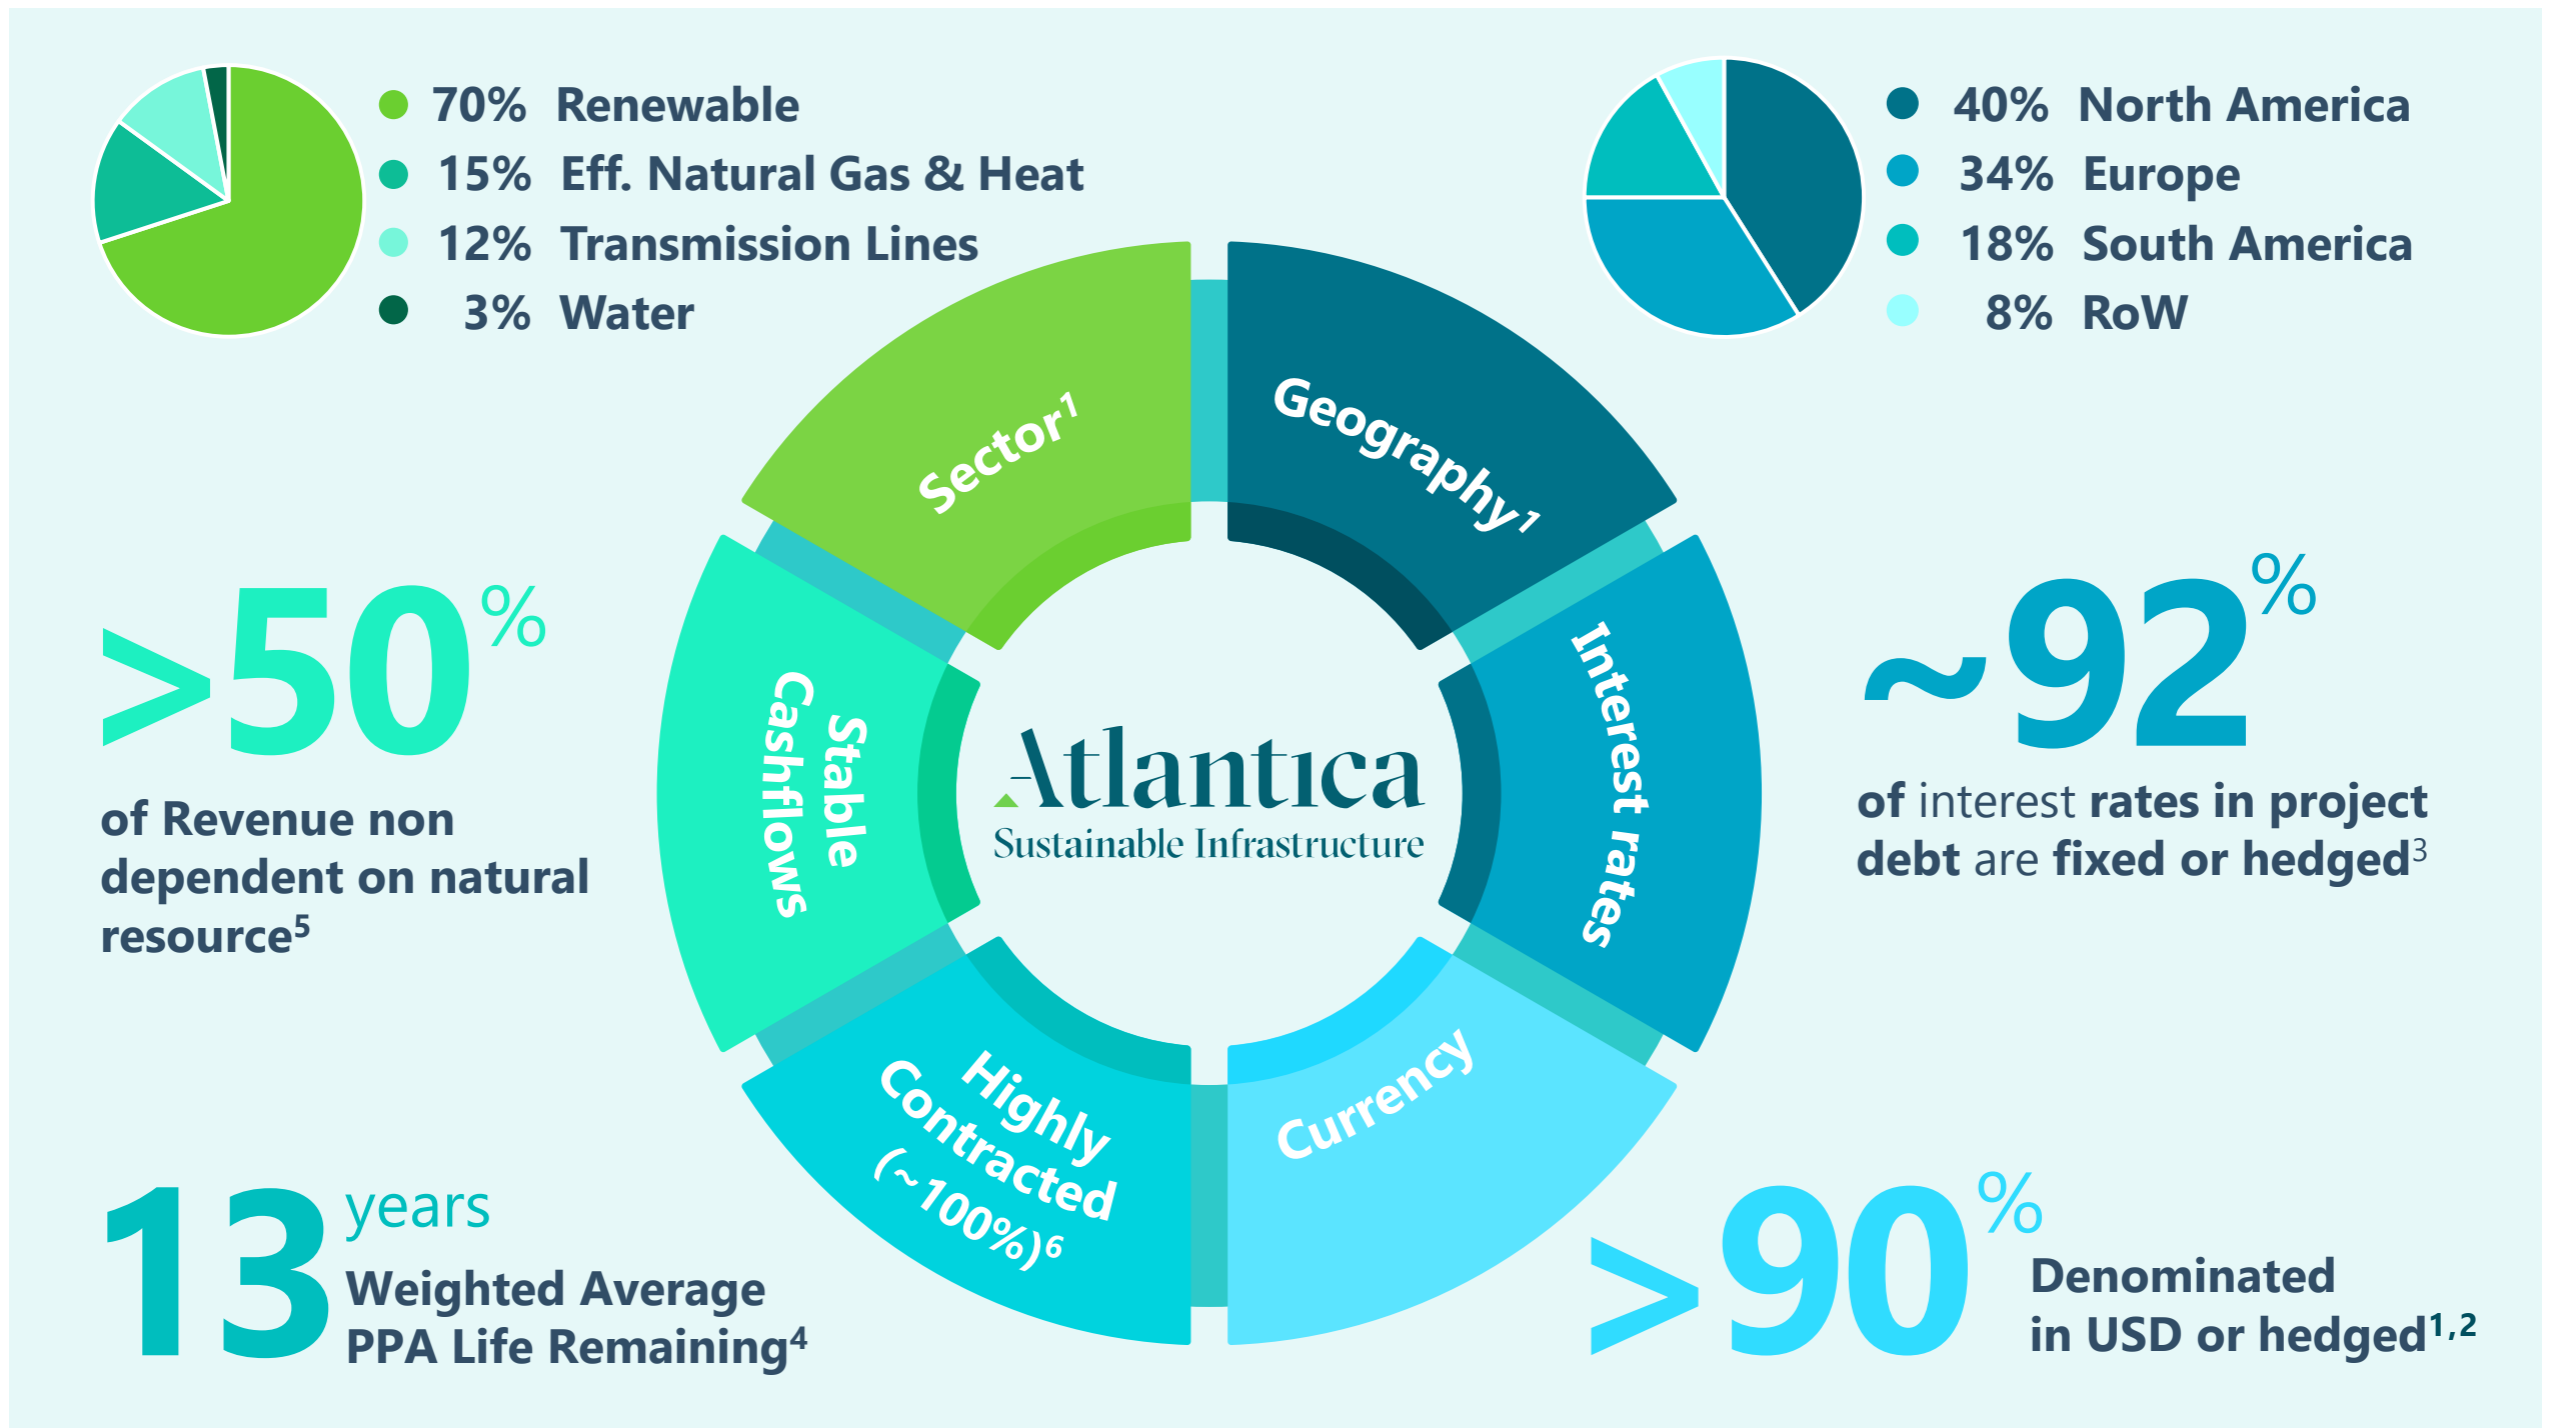 70% Renewable
15% Eff. Natural Gas & Heat
12% Transmission Lines
3% Water
40% North America
34% Europe
18% South America
8% RoW
Sector¹
Geography¹
Interest rates
Currency
Highly
Contracted
(~100%)⁶
Stable
Cashflows
Atlantica
Sustainable Infrastructure
>50%
of Revenue non
dependent on natural
resource⁵
~92%
of interest rates in project
debt are fixed or hedged³
13 years
Weighted Average
PPA Life Remaining⁴
>90%
Denominated
in USD or hedged¹,²